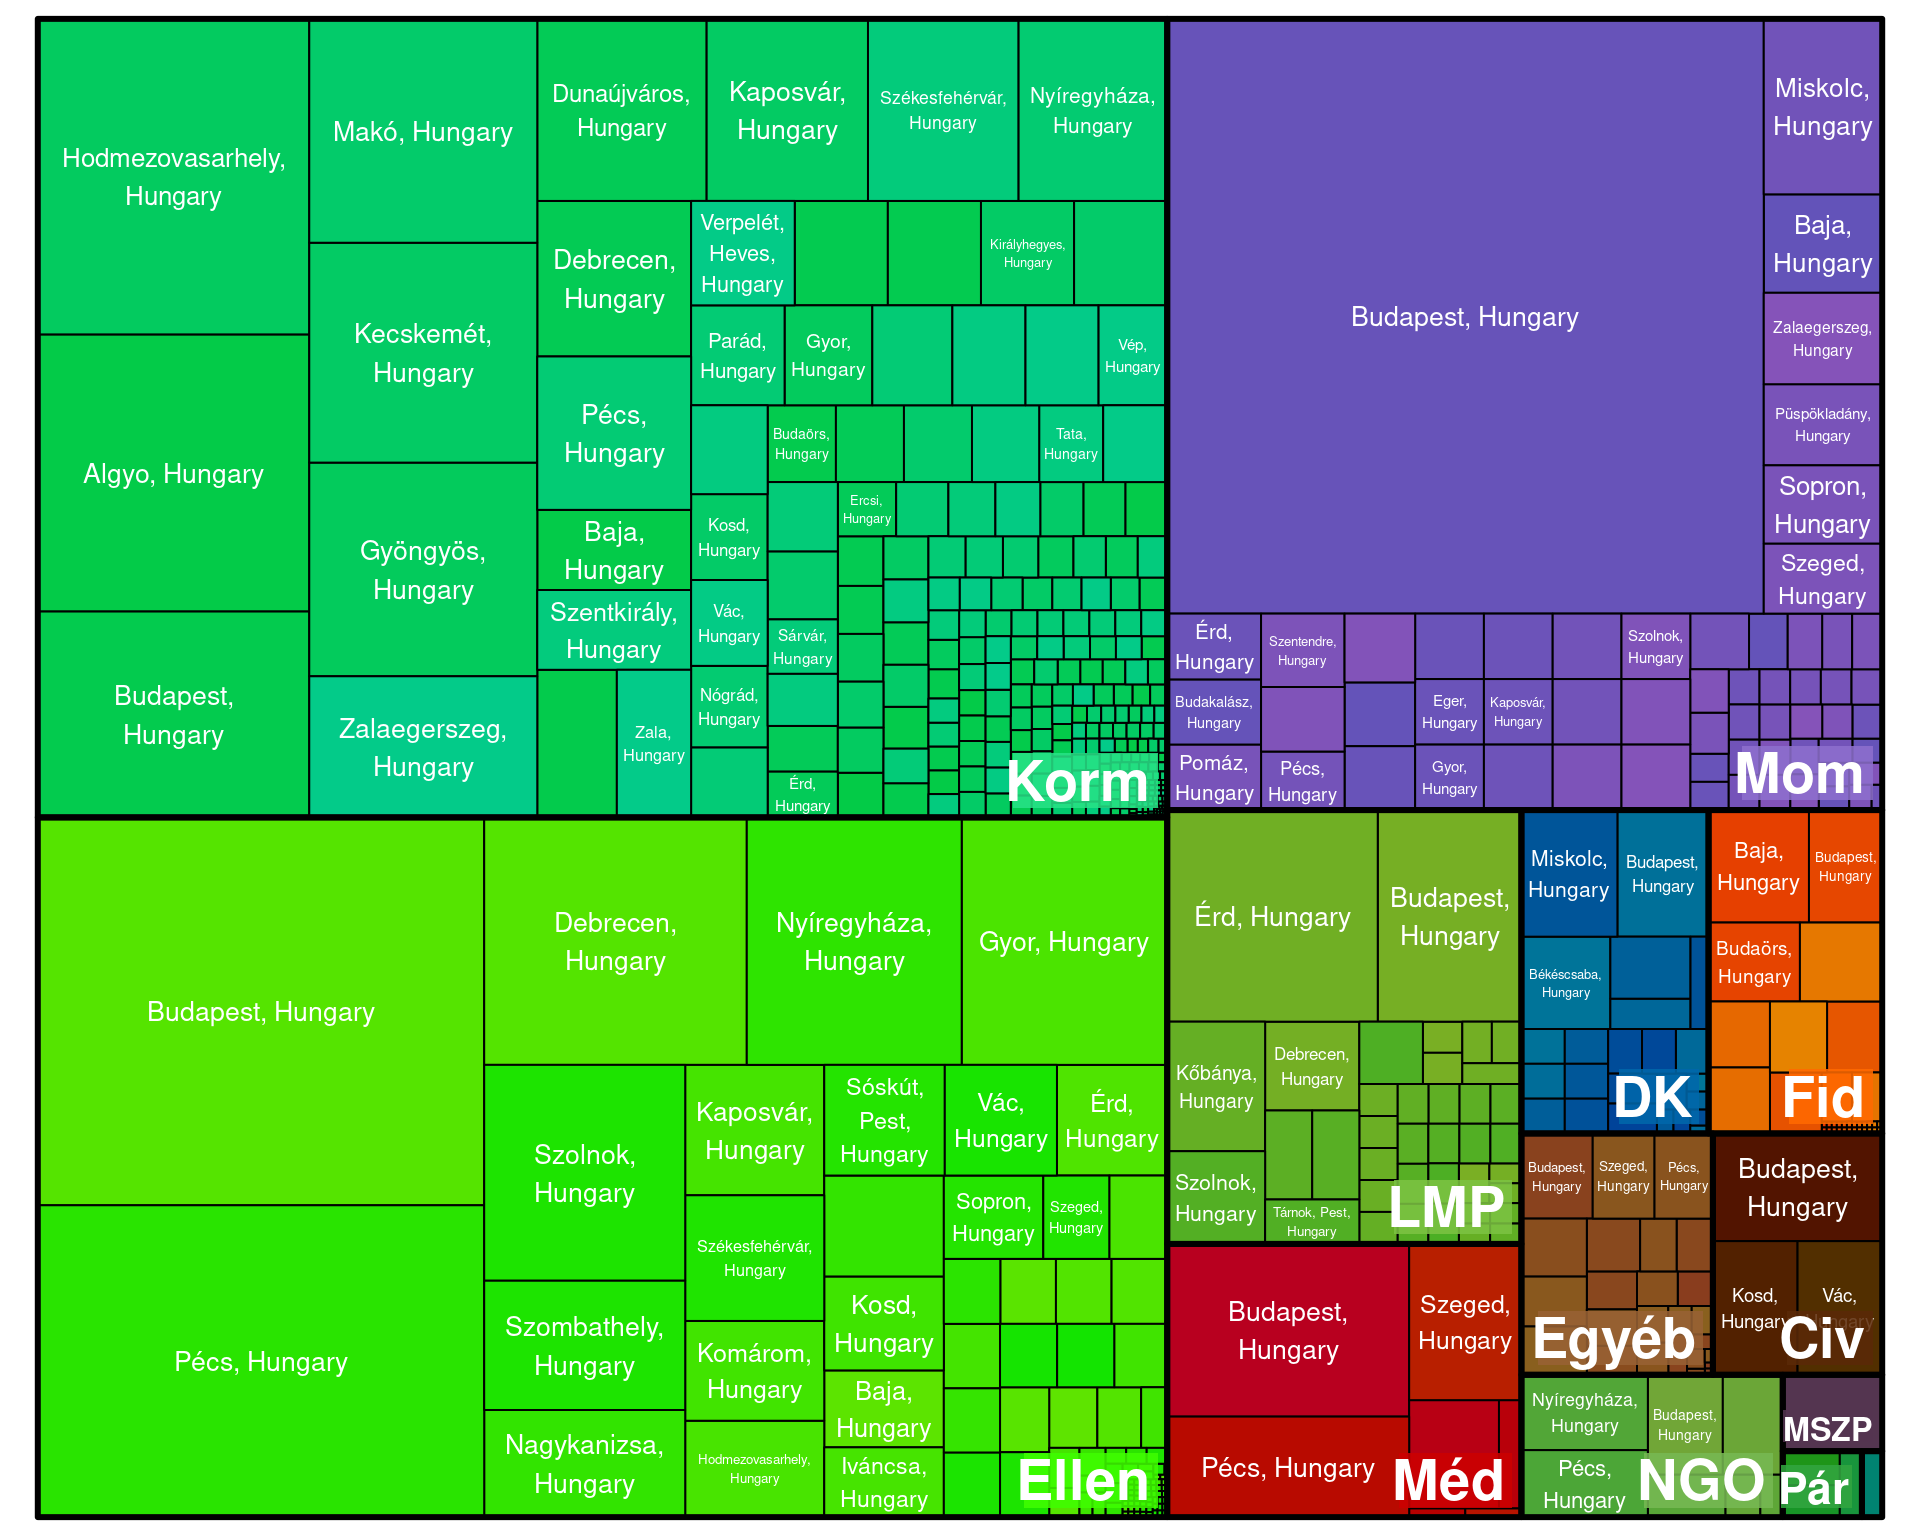 Hodmezovasarhely,
Hungary
Algyo, Hungary
Budapest,
Hungary
Makó, Hungary
Kecskemét,
Hungary
Gyöngyös,
Hungary
Zalaegerszeg,
Hungary
Dunaújváros,
Hungary
Kaposvár,
Hungary
Székesfehérvár,
Hungary
Nyíregyháza,
Hungary
Debrecen,
Hungary
Pécs,
Hungary
Baja,
Hungary
Szentkirály,
Hungary
Zala,
Hungary
Verpelét,
Heves,
Hungary
Királyhegyes,
Hungary
Parád,
Hungary
Gyor,
Hungary
Vép,
Hungary
Budaörs,
Hungary
Tata,
Hungary
Kosd,
Hungary
Ercsi,
Hungary
Vác,
Hungary
Sárvár,
Hungary
Nógrád,
Hungary
Érd,
Hungary
Korm
Budapest, Hungary
Miskolc,
Hungary
Baja,
Hungary
Zalaegerszeg,
Hungary
Püspökladány,
Hungary
Sopron,
Hungary
Szeged,
Hungary
Érd,
Hungary
Szentendre,
Hungary
Szolnok,
Hungary
Budakalász,
Hungary
Eger,
Hungary
Kaposvár,
Hungary
Pomáz,
Hungary
Pécs,
Hungary
Gyor,
Hungary
Mom
Budapest, Hungary
Pécs, Hungary
Debrecen,
Hungary
Nyíregyháza,
Hungary
Gyor, Hungary
Szolnok,
Hungary
Szombathely,
Hungary
Nagykanizsa,
Hungary
Kaposvár,
Hungary
Székesfehérvár,
Hungary
Komárom,
Hungary
Hodmezovasarhely,
Hungary
Sóskút,
Pest,
Hungary
Vác,
Hungary
Érd,
Hungary
Sopron,
Hungary
Szeged,
Hungary
Kosd,
Hungary
Baja,
Hungary
Iváncsa,
Hungary
Ellen
Érd, Hungary
Budapest,
Hungary
Kőbánya,
Hungary
Debrecen,
Hungary
Szolnok,
Hungary
Tárnok, Pest,
Hungary
LMP
Budapest,
Hungary
Szeged,
Hungary
Pécs, Hungary
Méd
Miskolc,
Hungary
Budapest,
Hungary
Békéscsaba,
Hungary
DK
Baja,
Hungary
Budapest,
Hungary
Budaörs,
Hungary
Fid
Budapest,
Hungary
Szeged,
Hungary
Pécs,
Hungary
Egyéb
Budapest,
Hungary
Kosd,
Hungary
Vác,
Hungary
Civ
Nyíregyháza,
Hungary
Budapest,
Hungary
Pécs,
Hungary
NGO
MSZP
Pár